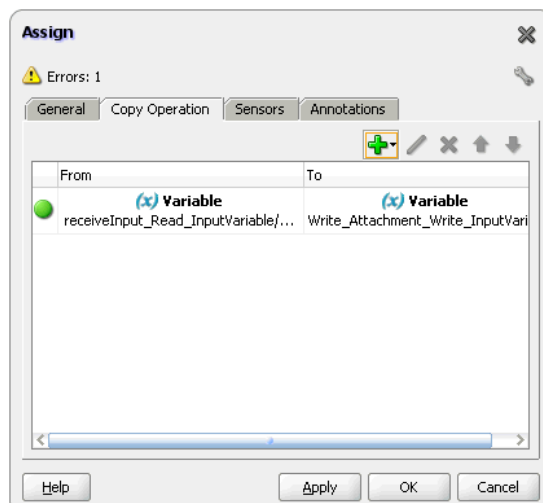 Assign
Errors: 1
General Copy Operation Sensors Annotations
From To
(x) Variable (x) Variable
receiveInput_Read_InputVariable/... Write_Attachment_Write_InputVari
Help Apply OK Cancel